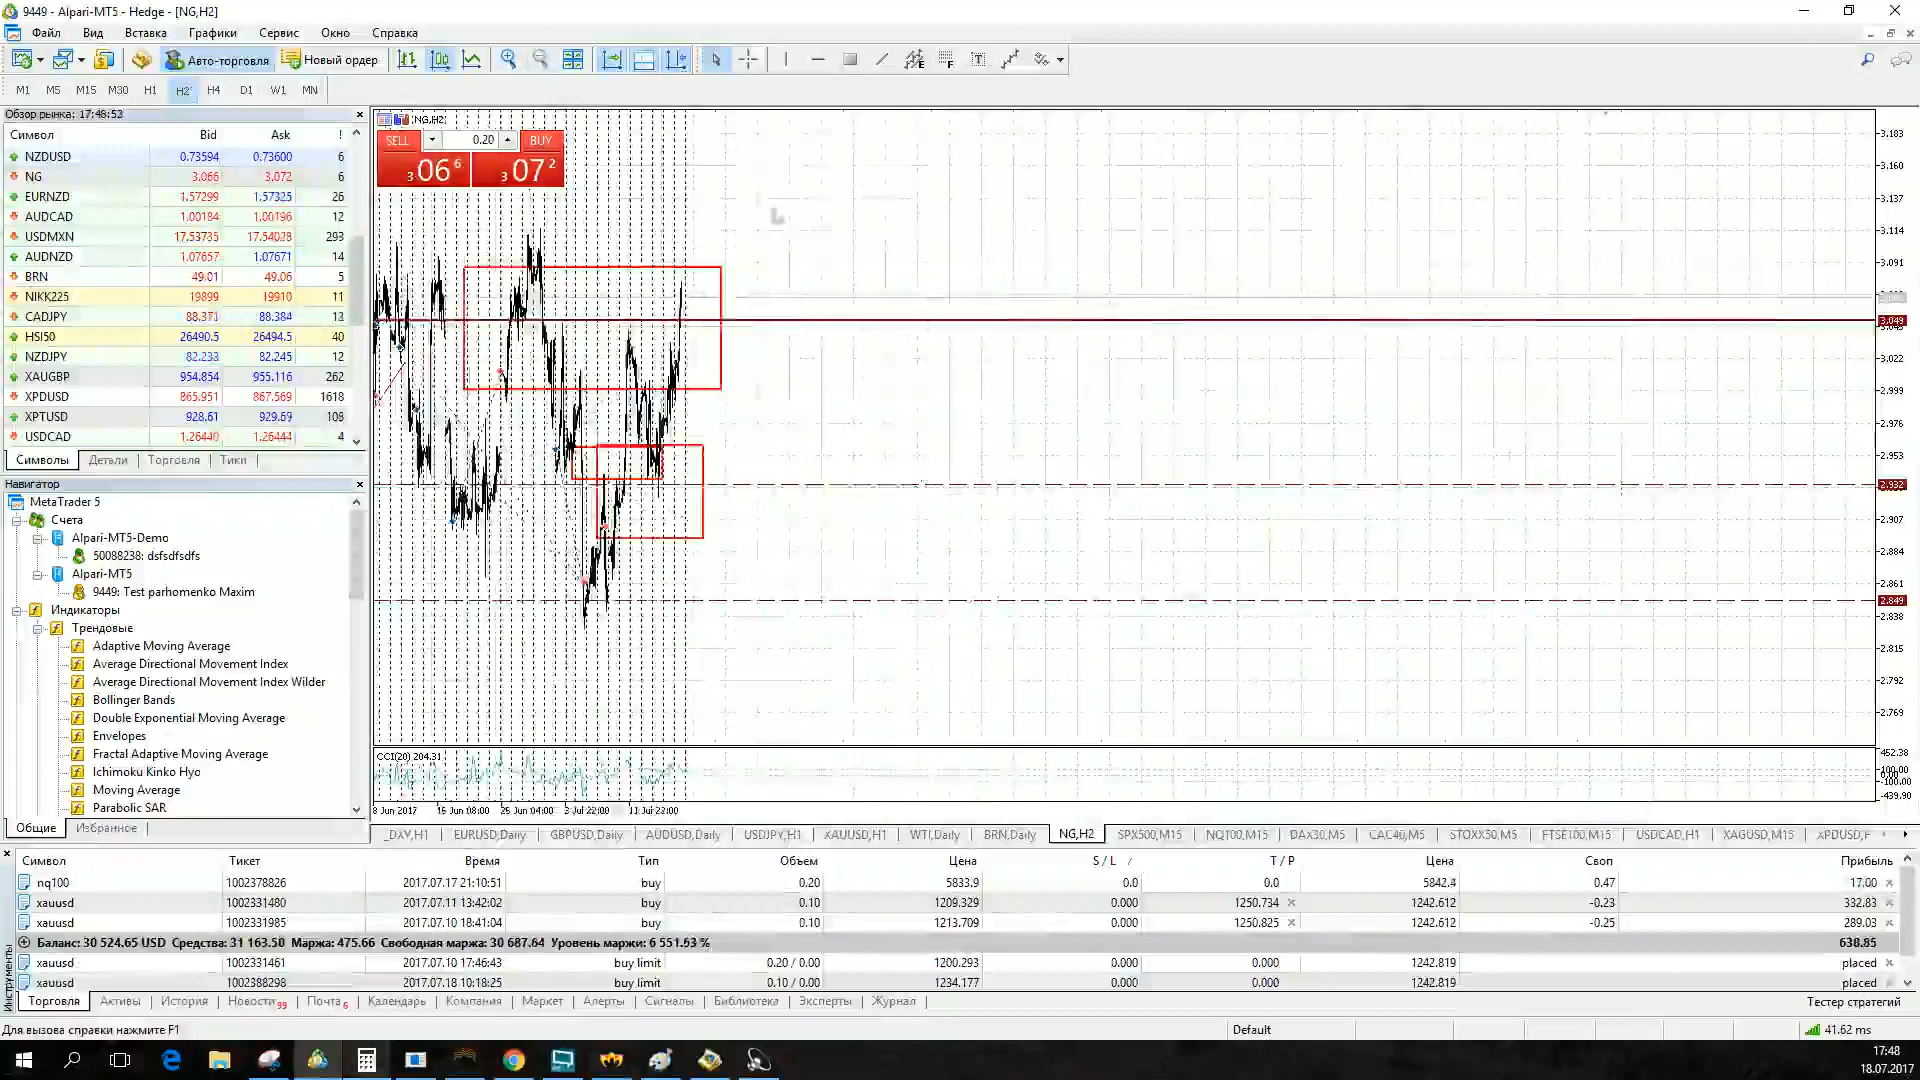 9449 - Alpari-MT5 - Hedge - [NG,H2]
Файл Вид Вставка Графики Сервис Окно Справка
Авто-торговля Новый ордер
M1 M5 M15 M30 H1 H2 H4 D1 W1 MN
Обзор рынка: 17:48:53
Символ Bid Ask !
NZDUSD 0.73594 0.73600 6
NG 3.066 3.072 6
EURNZD 1.57299 1.57325 26
AUDCAD 1.00184 1.00196 12
USDMXN 17.53735 17.54028 293
AUDNZD 1.07657 1.07671 14
BRN 49.01 49.06 5
NIKK225 19899 19910 11
CADJPY 88.371 88.384 13
HSI50 26490.5 26494.5 40
NZDJPY 82.233 82.245 12
XAUGBP 954.854 955.116 262
XPDUSD 865.951 867.569 1618
XPTUSD 928.61 929.69 108
USDCAD 1.26440 1.26444 4
Символы Детали Торговля Тики
Навигатор
MetaTrader 5
Счета
Alpari-MT5-Demo
50088238: dsfsdfsdfs
Alpari-MT5
9449: Test parhomenko Maxim
Индикаторы
Трендовые
Adaptive Moving Average
Average Directional Movement Index
Average Directional Movement Index Wilder
Bollinger Bands
Double Exponential Moving Average
Envelopes
Fractal Adaptive Moving Average
Ichimoku Kinko Hyo
Moving Average
Parabolic SAR
Общие Избранное
NG,H2
SELL 0.20 BUY
3 06 6 3 07 2
3.183
3.160
3.137
3.114
3.091
3.049
3.022
2.999
2.976
2.953
2.932
2.907
2.884
2.861
2.849
2.838
2.815
2.792
2.769
CCI(20) 204.31
452.38
100.00
0.00
-100.00
-439.90
8 Jun 2017 15 Jun 08:00 25 Jun 04:00 3 Jul 22:00 11 Jul 22:00
_DXY,H1 EURUSD,Daily GBPUSD,Daily AUDUSD,Daily USDJPY,H1 XAUUSD,H1 WTI,Daily BRN,Daily NG,H2 SPX500,M15 NQ100,M15 DAX30,M5 CAC40,M5 STOXX50,M5 FTSE100,M15 USDCAD,H1 XAGUSD,M15 XPDUSD,H
Символ Тикет Время Тип Объем Цена S / L / T / P Цена Своп Прибыль
nq100 1002378826 2017.07.17 21:10:51 buy 0.20 5833.9 0.0 0.0 5842.4 0.47 17.00
xauusd 1002331480 2017.07.11 13:42:02 buy 0.10 1209.329 0.000 1250.734 1242.612 -0.23 332.83
xauusd 1002331985 2017.07.10 18:41:04 buy 0.10 1213.709 0.000 1250.825 1242.612 -0.25 289.03
Баланс: 30 524.65 USD Средства: 31 163.50 Маржа: 475.66 Свободная маржа: 30 687.84 Уровень маржи: 6 551.63 % 638.85
xauusd 1002331461 2017.07.10 17:46:43 buy limit 0.20 / 0.00 1200.293 0.000 0.000 1242.819 placed
xauusd 1002388298 2017.07.18 10:18:25 buy limit 0.10 / 0.00 1234.177 0.000 0.000 1242.819 placed
Инструменты
Торговля Активы История Новости 99 Почта 6 Календарь Компания Маркет Алерты Сигналы Библиотека Эксперты Журнал Тестер стратегий
Для вызова справки нажмите F1 Default 41.62 ms
17:48
18.07.2017